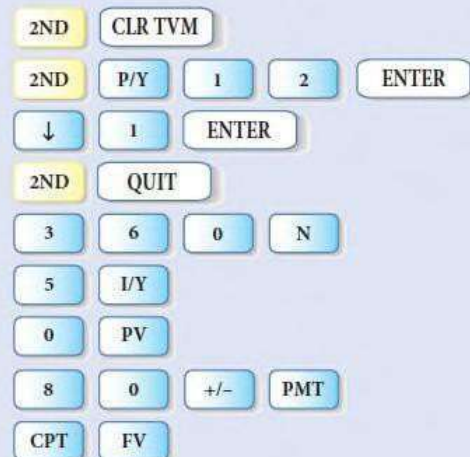 2ND CLR TVM
2ND P/Y 1 2 ENTER
↓ 1 ENTER
2ND QUIT
3 6 0 N
5 I/Y
0 PV
8 0 +/– PMT
CPT FV